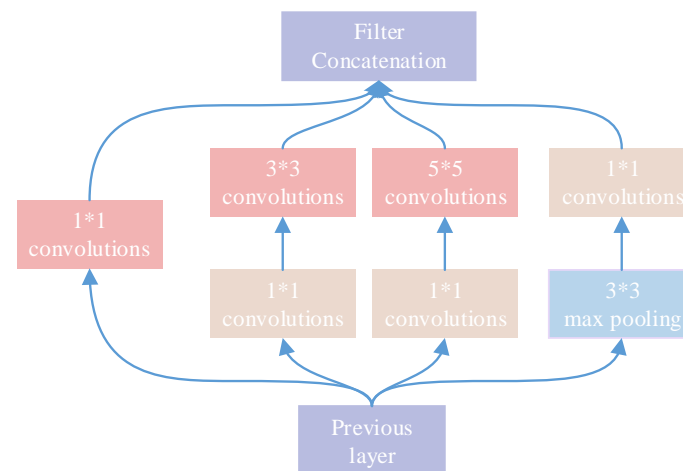 Filter
Concatenation
3*3
convolutions
5*5
convolutions
1*1
convolutions
1*1
convolutions
1*1
convolutions
1*1
convolutions
3*3
max pooling
Previous
layer